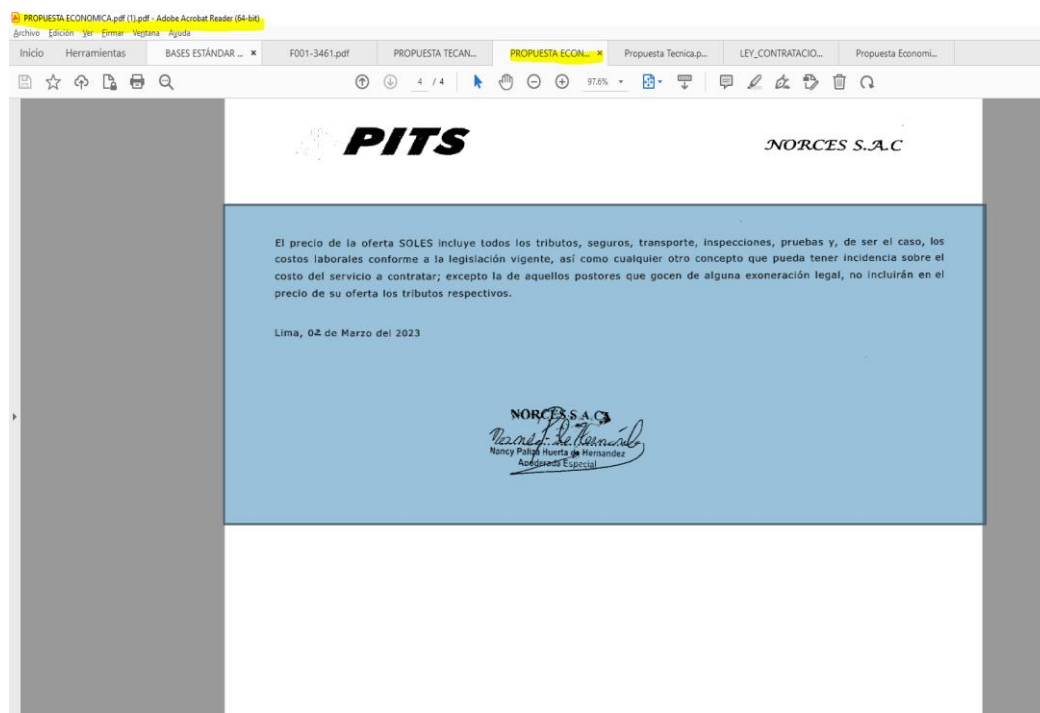 PROPUESTA ECONOMICA.pdf (1).pdf - Adobe Acrobat Reader (64-bit)
Archivo Edición Ver Firmar Ventana Ayuda
Inicio Herramientas BASES ESTÁNDAR ... × F001-3461.pdf PROPUESTA TECAN... PROPUESTA ECON... × Propuesta Tecnica.p... LEY_CONTRATACIO... Propuesta Economi...
4 / 4 97.6%
PITS NORCES S.A.C
El precio de la oferta SOLES incluye todos los tributos, seguros, transporte, inspecciones, pruebas y, de ser el caso, los
costos laborales conforme a la legislación vigente, así como cualquier otro concepto que pueda tener incidencia sobre el
costo del servicio a contratar; excepto la de aquellos postores que gocen de alguna exoneración legal, no incluirán en el
precio de su oferta los tributos respectivos.
Lima, 02 de Marzo del 2023
NORCES S.A.C.
Nancy Paliza Huerta de Hernandez
Apoderada Especial